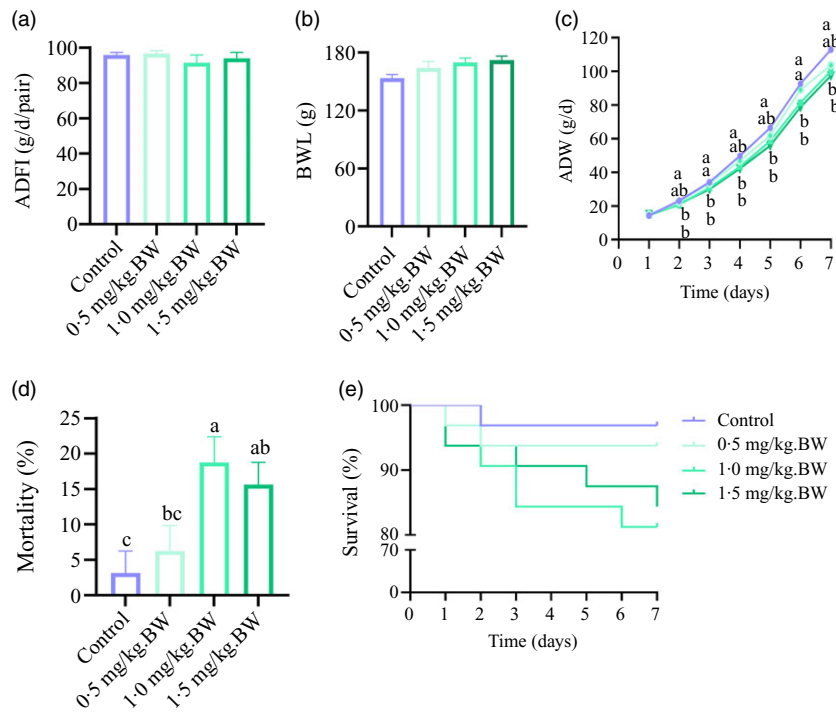 (a)
ADFI (g/d/pair)
100
80
60
40
20
0
Control
0·5 mg/kg.BW
1·0 mg/kg.BW
1·5 mg/kg.BW
(b)
BWL (g)
180
120
60
0
Control
0·5 mg/kg.BW
1·0 mg/kg.BW
1·5 mg/kg.BW
(c)
ADW (g/d)
120
100
80
60
40
20
0
a
ab
b
b
a
a
b
b
a
ab
b
b
a
ab
b
b
a
a
b
b
a
ab
b
b
0 1 2 3 4 5 6 7
Time (days)
(d)
Mortality (%)
25
20
15
10
5
0
c
bc
a
ab
Control
0·5 mg/kg.BW
1·0 mg/kg.BW
1·5 mg/kg.BW
(e)
Survival (%)
100
90
80
70
0
0 1 2 3 4 5 6 7
Time (days)
Control
0·5 mg/kg.BW
1·0 mg/kg.BW
1·5 mg/kg.BW